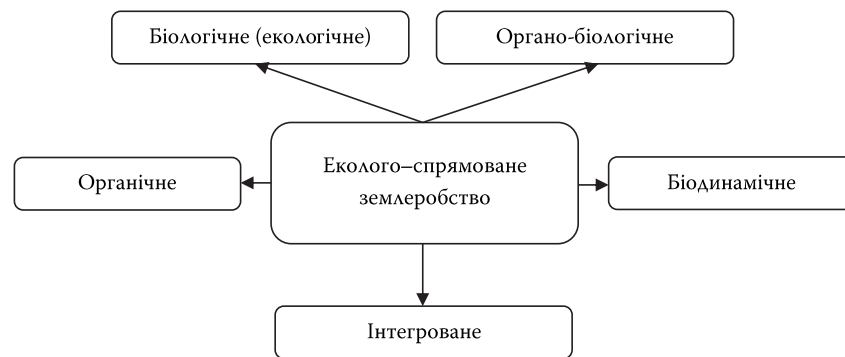 Біологічне (екологічне)
Органо-біологічне
Еколого–спрямоване
землеробство
Органічне
Біодинамічне
Інтегроване